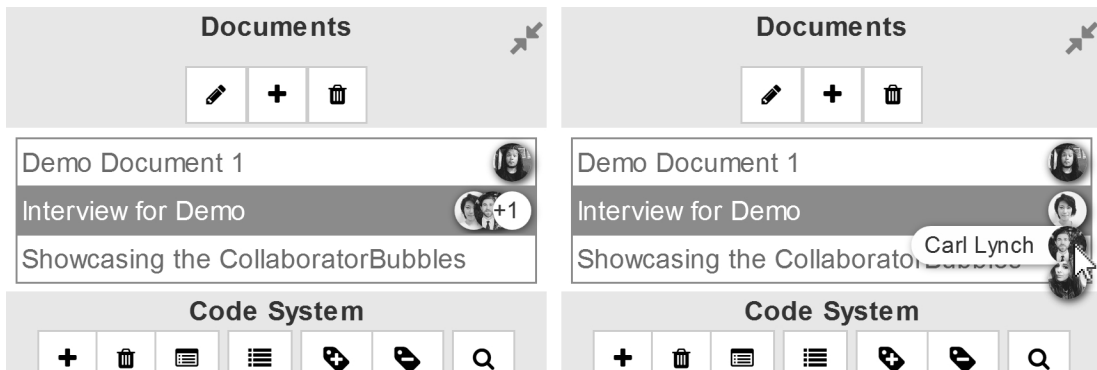 Documents
Demo Document 1
Interview for Demo
+1
Showcasing the CollaboratorBubbles
Code System
Documents
Demo Document 1
Interview for Demo
Carl Lynch
Showcasing the Collaborator
Code System